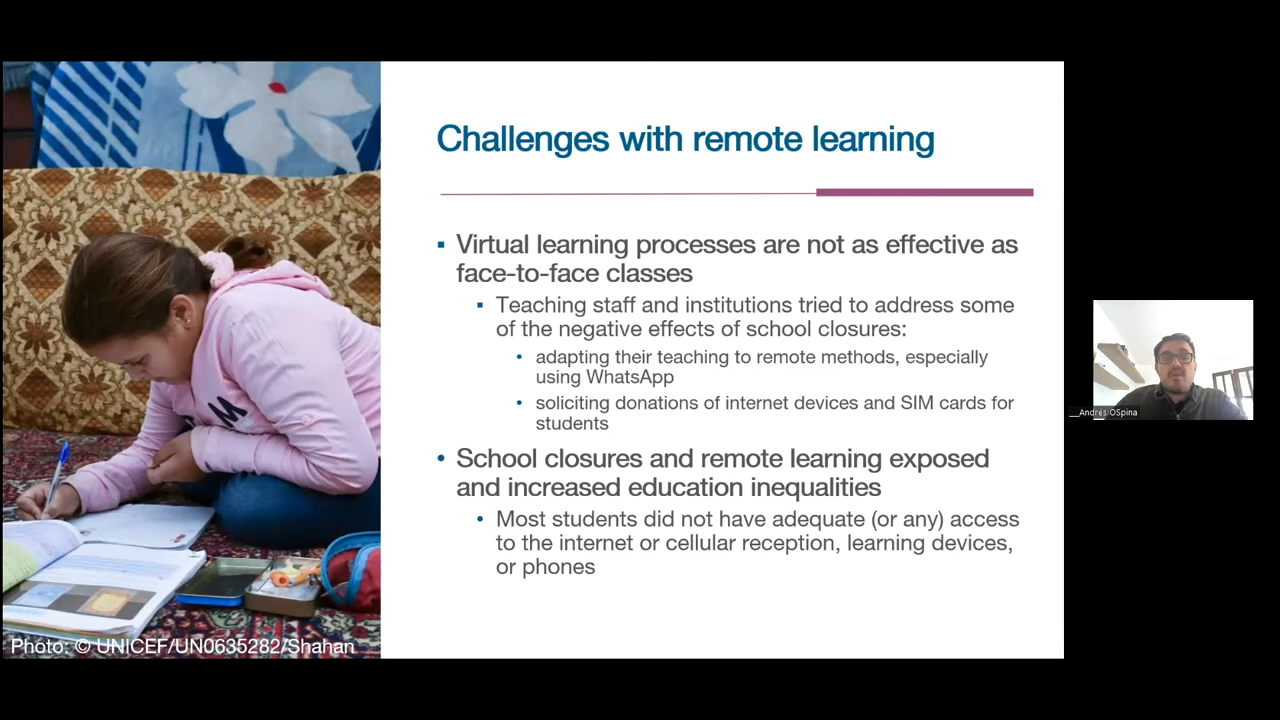 Challenges with remote learning
Virtual learning processes are not as effective as
face-to-face classes
Teaching staff and institutions tried to address some
of the negative effects of school closures:
adapting their teaching to remote methods, especially
using WhatsApp
soliciting donations of internet devices and SIM cards for
students
School closures and remote learning exposed
and increased education inequalities
Most students did not have adequate (or any) access
to the internet or cellular reception, learning devices,
or phones
Photo: © UNICEF/UN0635282/Shahan
__Andrés OSpina